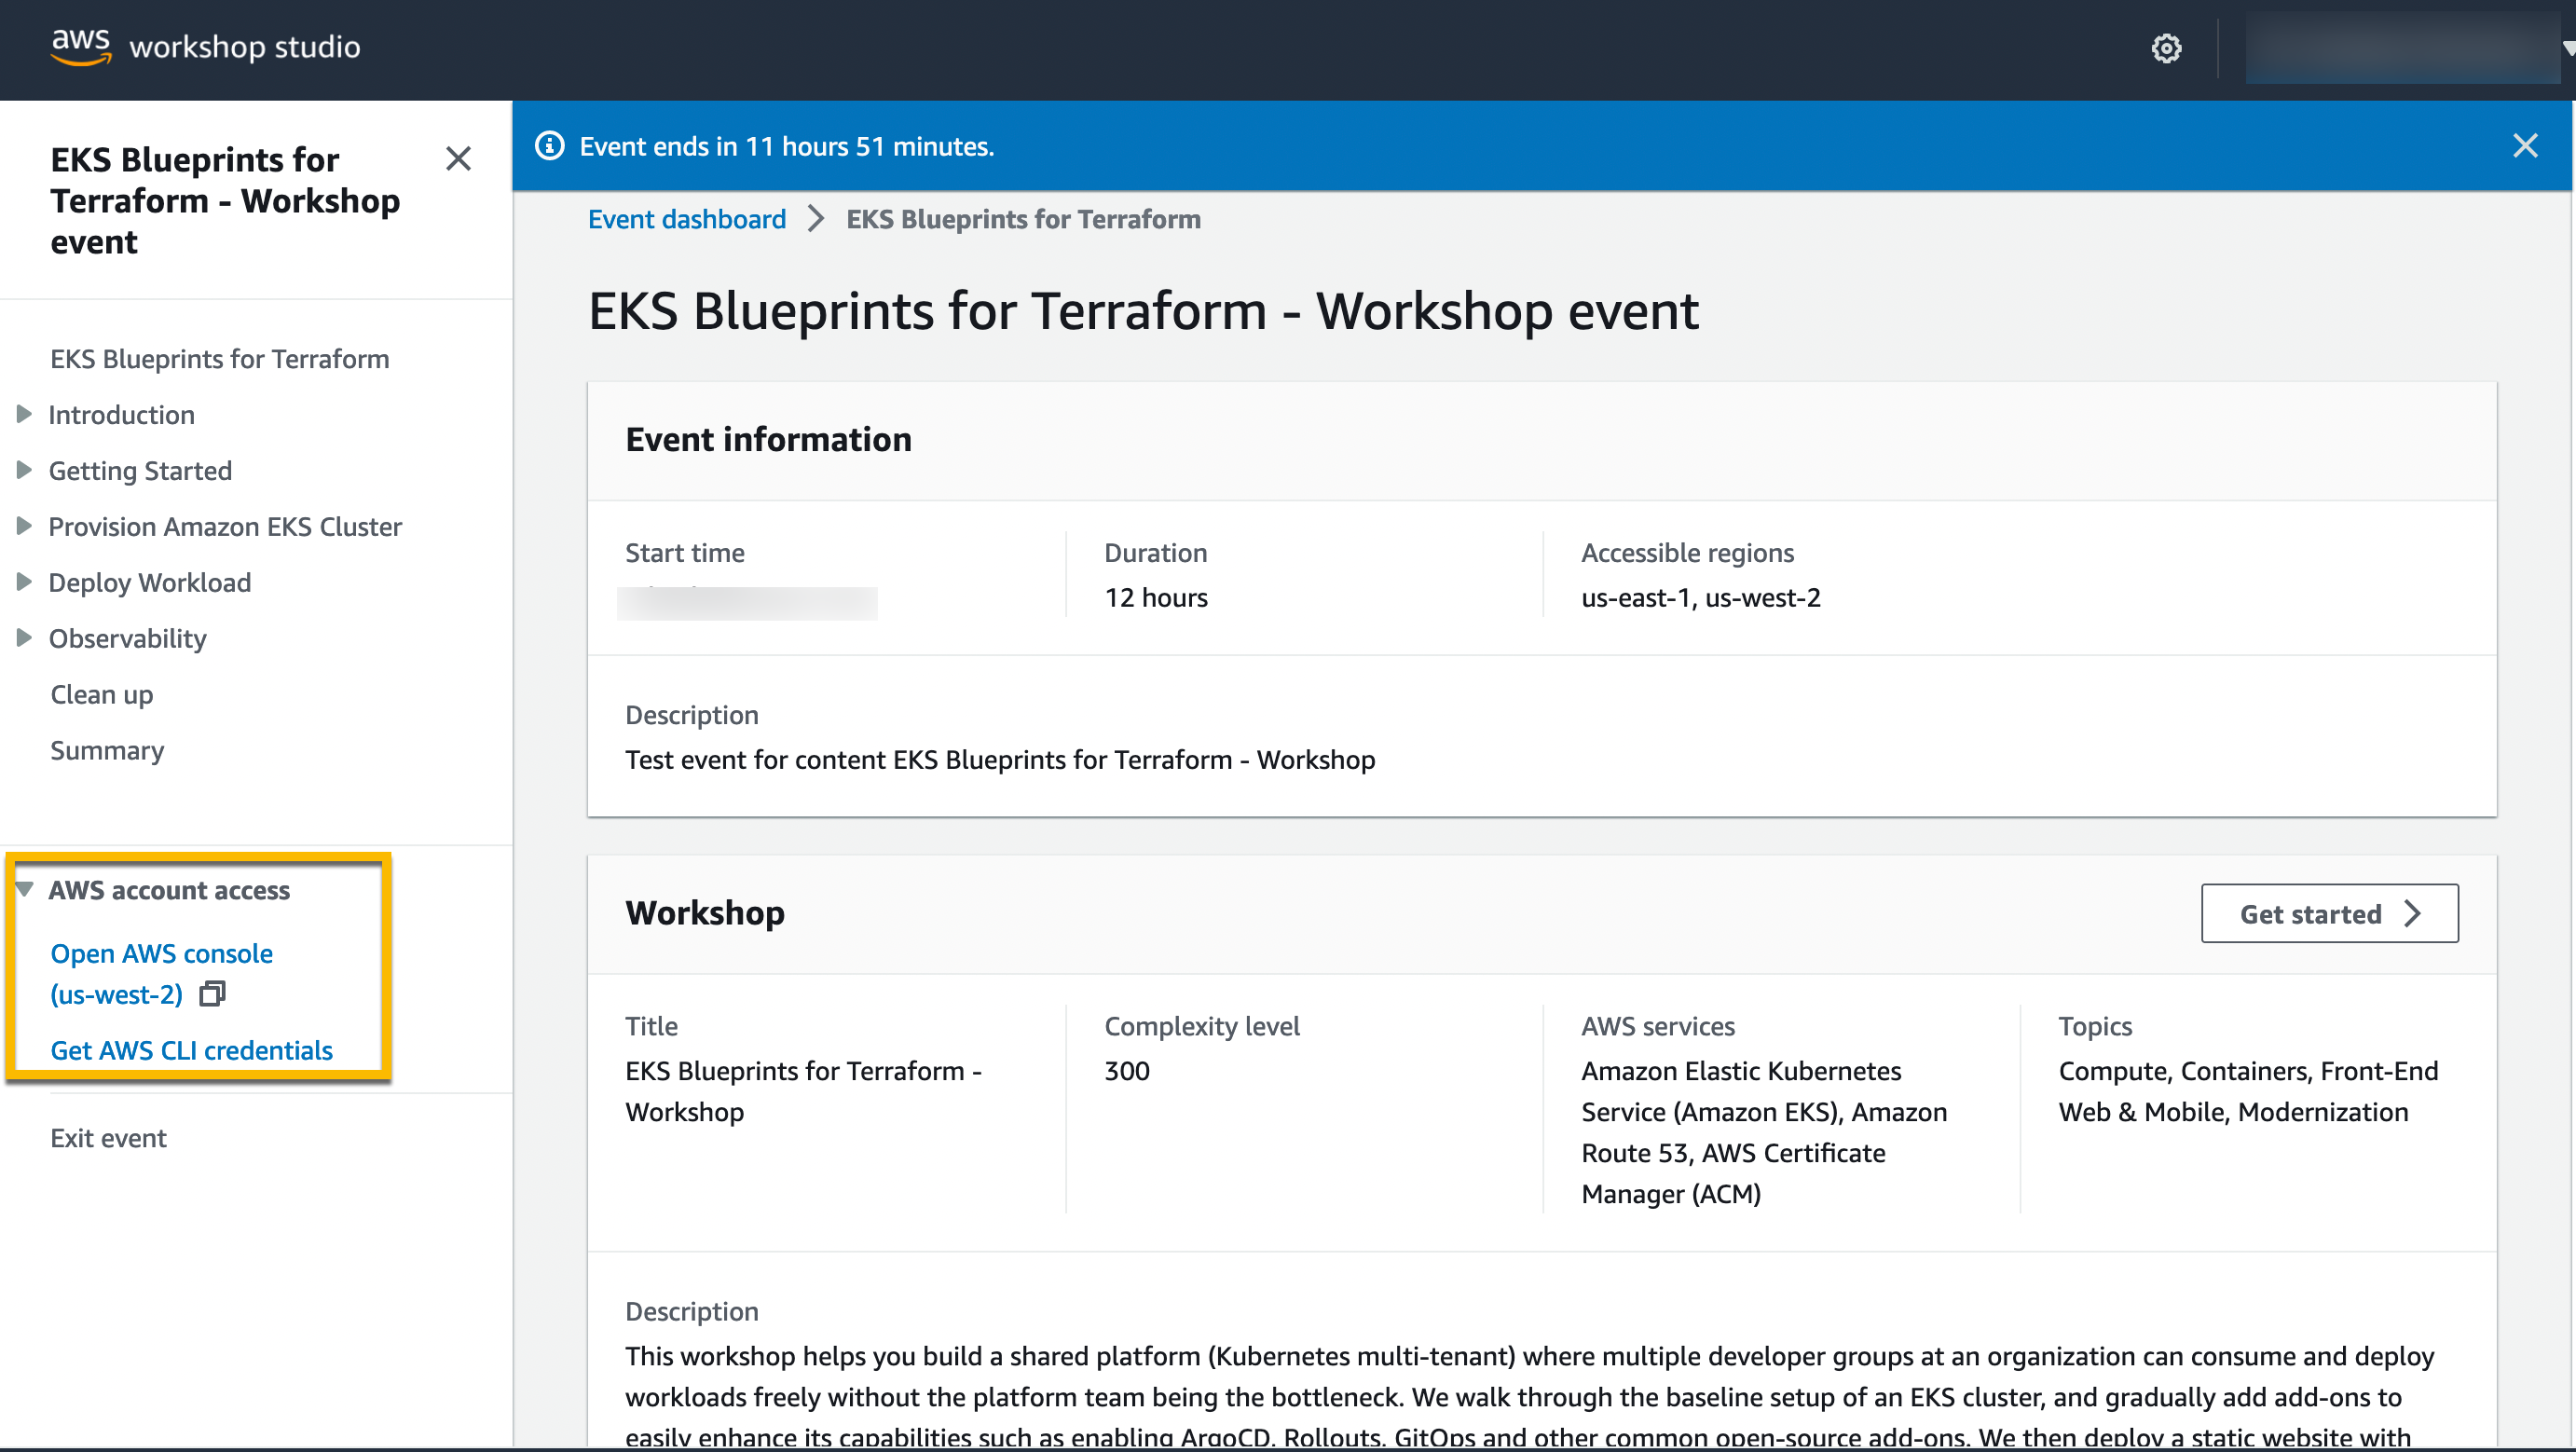 aws workshop studio
EKS Blueprints for
Terraform - Workshop
event
EKS Blueprints for Terraform
Introduction
Getting Started
Provision Amazon EKS Cluster
Deploy Workload
Observability
Clean up
Summary
AWS account access
Open AWS console
(us-west-2)
Get AWS CLI credentials
Exit event
Event ends in 11 hours 51 minutes.
Event dashboard > EKS Blueprints for Terraform
EKS Blueprints for Terraform - Workshop event
Event information
Start time
Duration
12 hours
Accessible regions
us-east-1, us-west-2
Description
Test event for content EKS Blueprints for Terraform - Workshop
Workshop
Get started
Title
EKS Blueprints for Terraform -
Workshop
Complexity level
300
AWS services
Amazon Elastic Kubernetes
Service (Amazon EKS), Amazon
Route 53, AWS Certificate
Manager (ACM)
Topics
Compute, Containers, Front-End
Web & Mobile, Modernization
Description
This workshop helps you build a shared platform (Kubernetes multi-tenant) where multiple developer groups at an organization can consume and deploy
workloads freely without the platform team being the bottleneck. We walk through the baseline setup of an EKS cluster, and gradually add add-ons to
easily enhance its capabilities such as enabling ArgoCD, Rollouts, GitOps and other common open-source add-ons. We then deploy a static website with